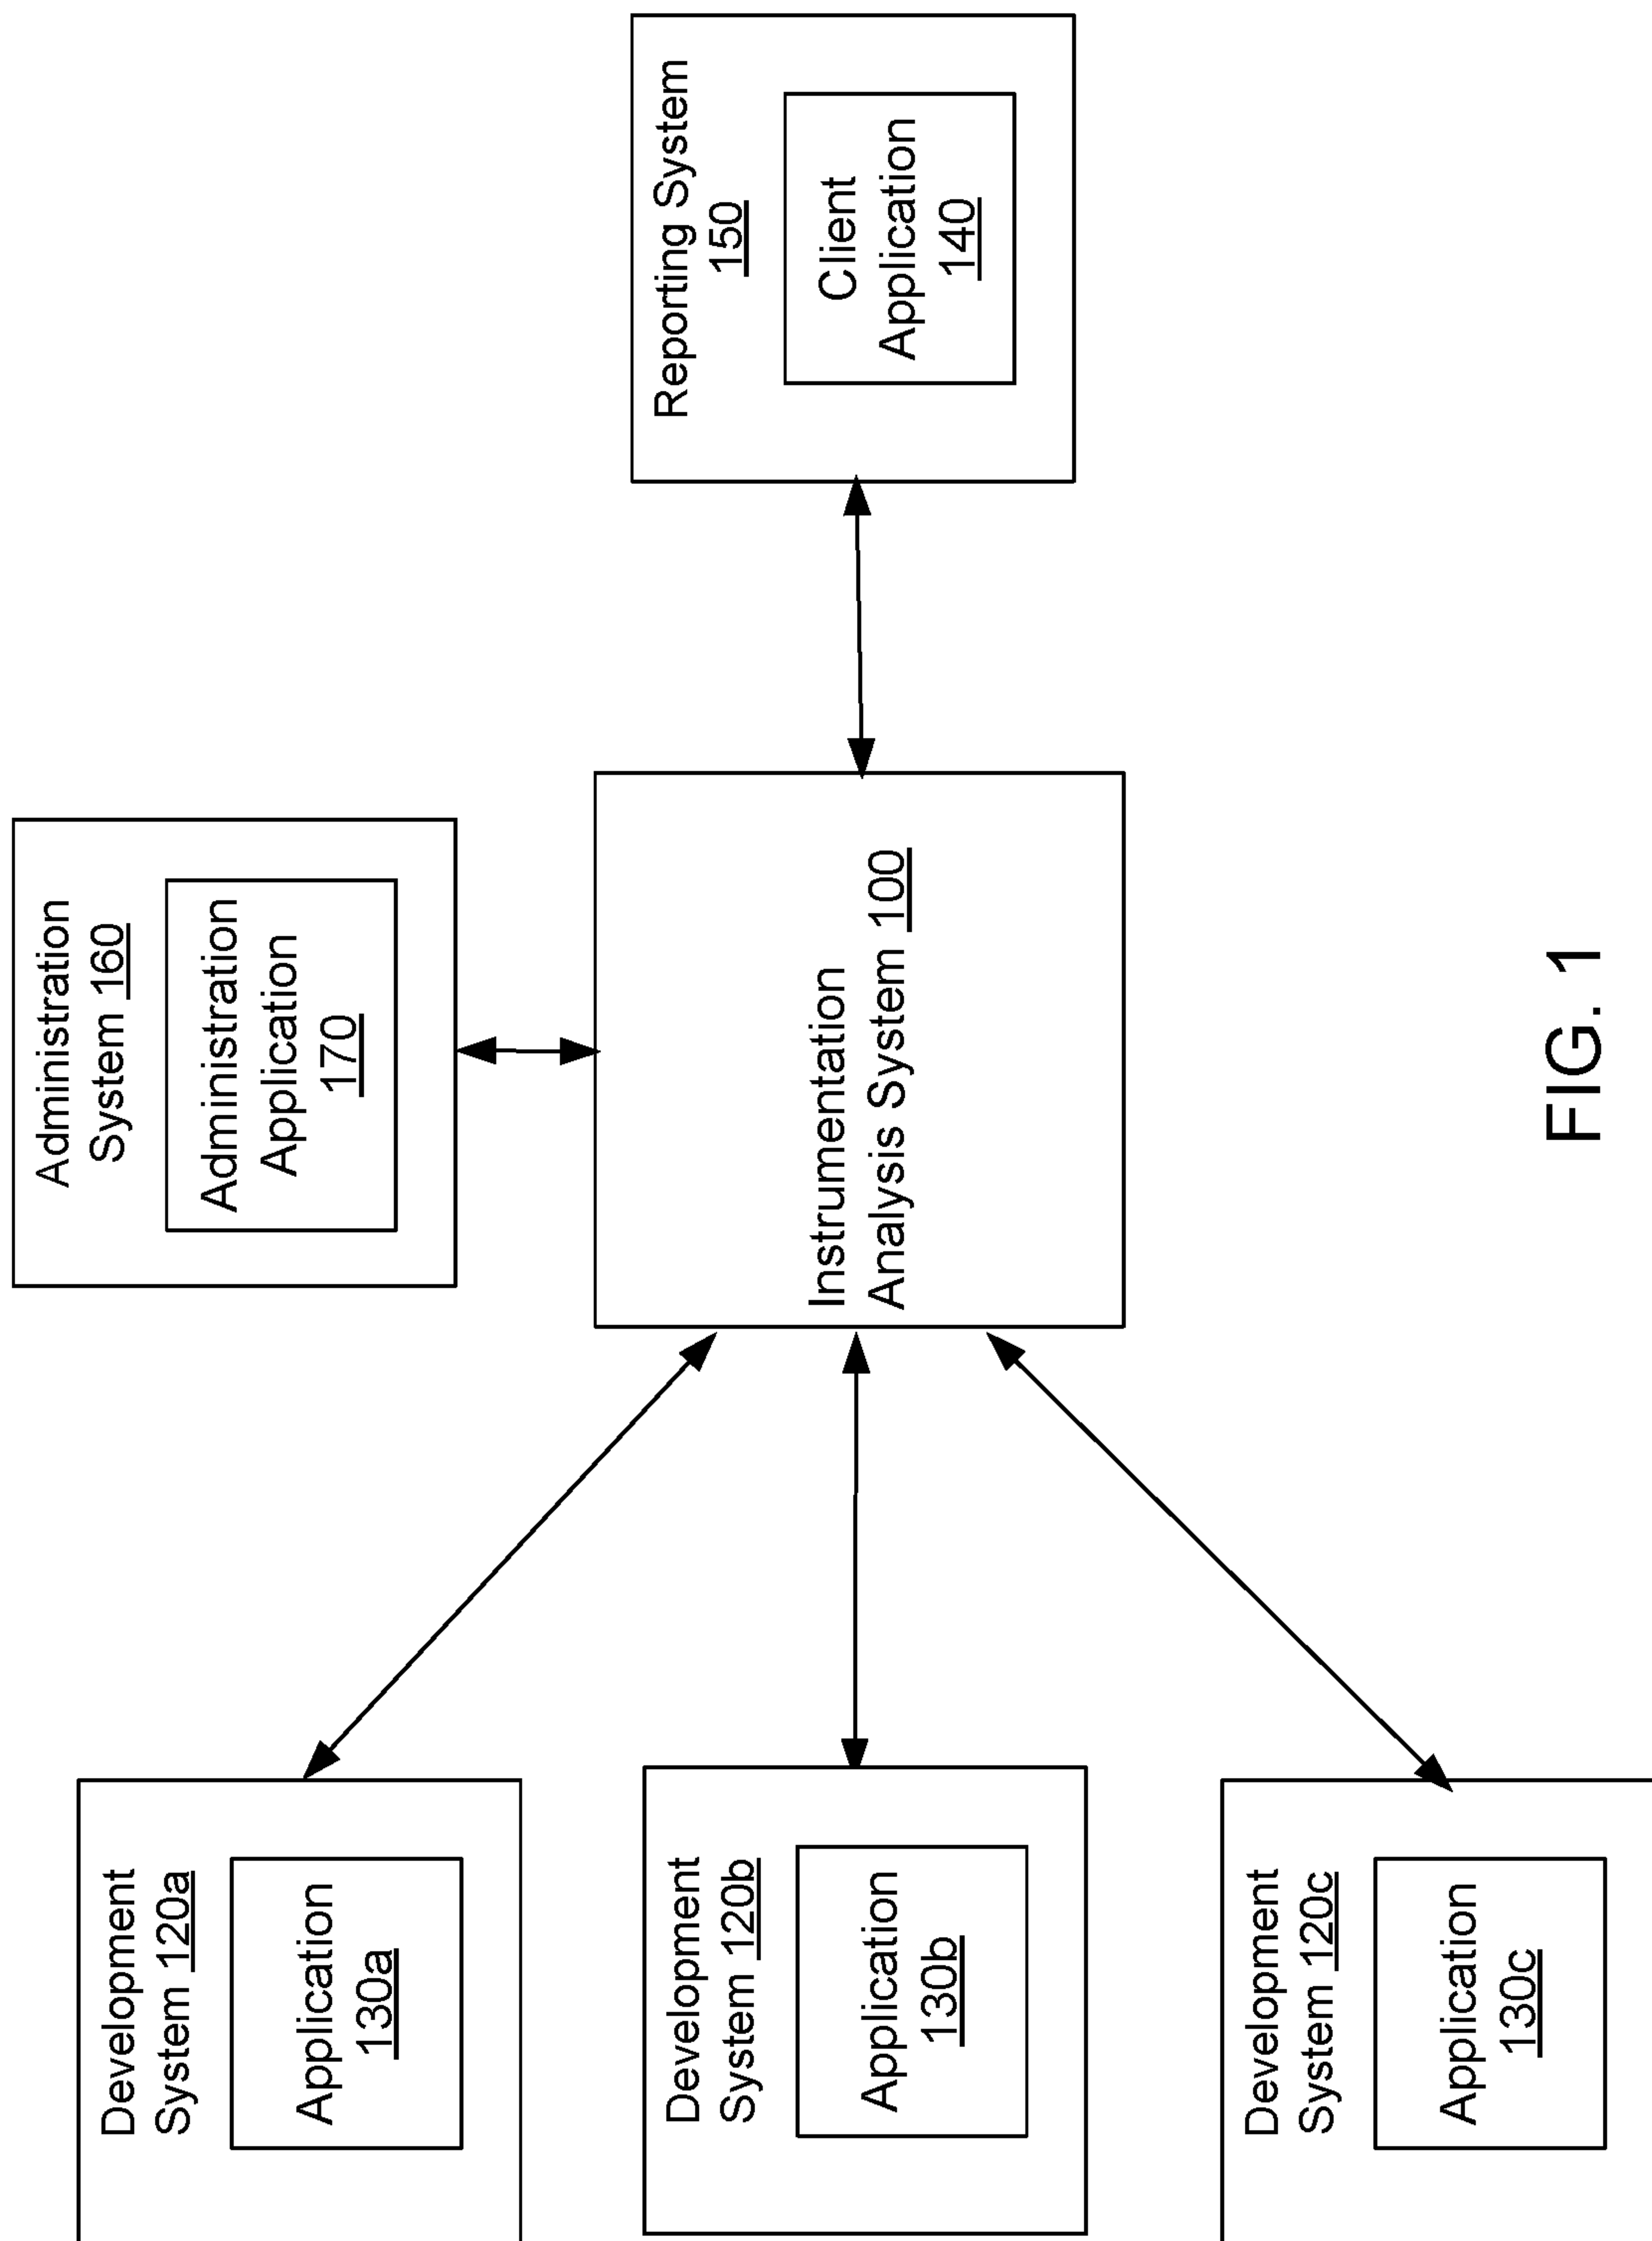 Administration
System 160
Administration
Application
170
Development
System 120a
Application
130a
Development
System 120b
Application
130b
Development
System 120c
Application
130c
Instrumentation
Analysis System 100
Reporting System
150
Client
Application
140
FIG. 1